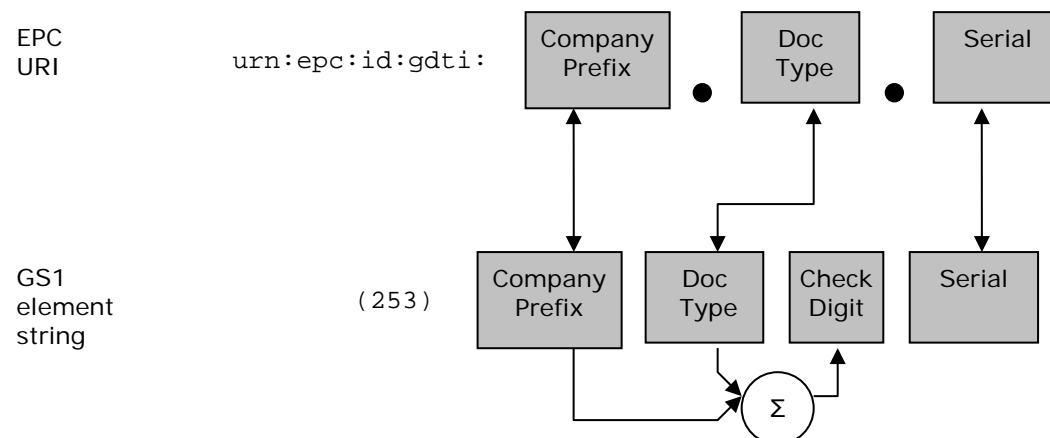 EPC
URI
urn:epc:id:gdti:
Company
Prefix
Doc
Type
Serial
GS1
element
string
(253)
Company
Prefix
Doc
Type
Check
Digit
Serial
Σ